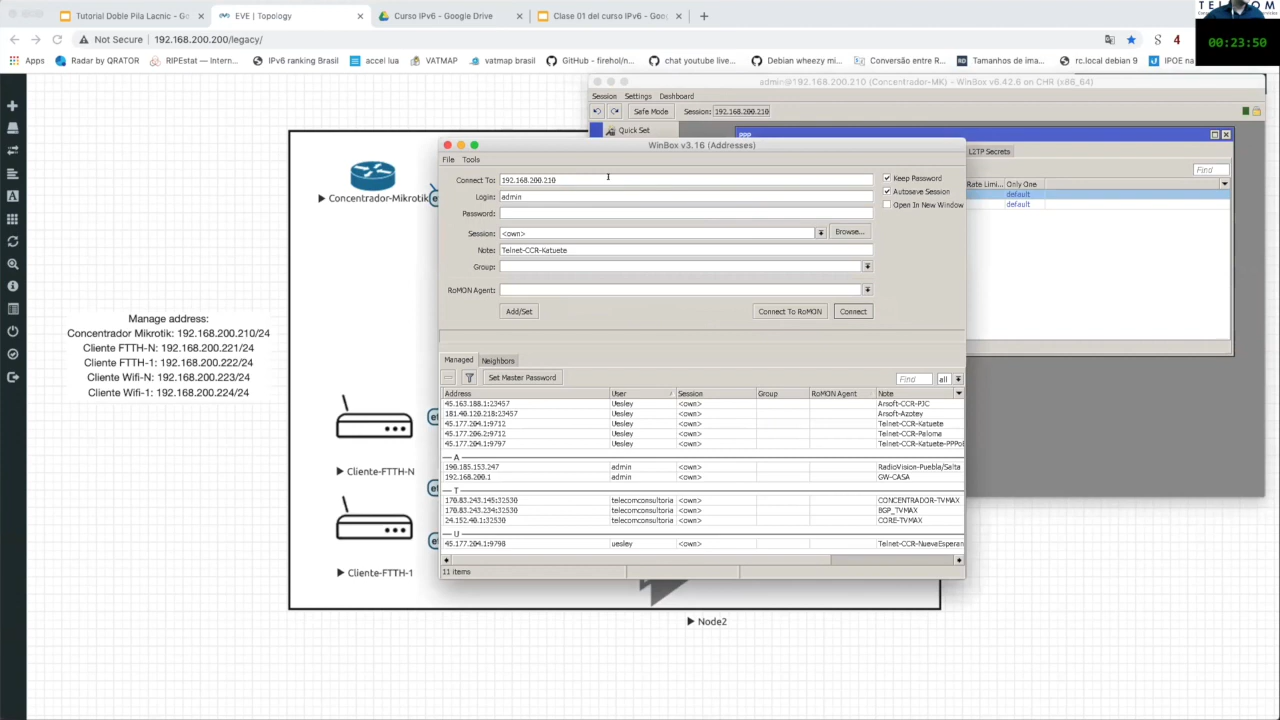 Tutorial Doble Pila Lacnic - Go
EVE | Topology
Curso IPv6 - Google Drive
Clase 01 del curso IPv6 - Goo
TELECOM
00:23:50
Not Secure
192.168.200.200/legacy/
4
Apps
Radar by QRATOR
RIPEstat — Intern...
IPv6 ranking Brasil
accel lua
VATMAP
vatmap brasil
GitHub - firehol/n...
chat youtube live...
Debian wheezy mi...
Conversão entre R...
RD
Tamanhos de ima...
rc.local debian 9
IPOE na
admin@192.168.200.210 (Concentrador-MK) - WinBox v6.42.6 on CHR (x86_64)
Session Settings Dashboard
Safe Mode
Session: 192.168.200.210
Quick Set
PPP
L2TP Secrets
Find
Rate Limi... Only One
default
default
WinBox v3.16 (Addresses)
File Tools
Connect To: 192.168.200.210
Keep Password
Login: admin
Autosave Session
Password:
Open In New Window
Session: <own>
Browse...
Note: Telnet-CCR-Katuete
Group:
RoMON Agent:
Add/Set
Connect To RoMON
Connect
Managed
Neighbors
Set Master Password
Find
all
Address User Session Group RoMON Agent Note
45.163.188.1:23457 Uesley <own> Arsoft-CCR-PJC
181.40.120.218:23457 Uesley <own> Arsoft-Azotey
45.177.204.1:9712 Uesley <own> Telnet-CCR-Katuete
45.177.206.2:9712 Uesley <own> Telnet-CCR-Paloma
45.177.204.1:9797 Uesley <own> Telnet-CCR-Katuete-PPPoE
A
190.185.153.247 admin <own> RadioVision-Puebla/Salta
192.168.200.1 admin <own> GW-CASA
T
170.83.243.145:32530 telecomconsultoria <own> CONCENTRADOR-TVMAX
170.83.243.234:32530 telecomconsultoria <own> BGP_TVMAX
24.152.40.1:32530 telecomconsultoria <own> CORE-TVMAX
U
45.177.204.1:9798 uesley <own> Telnet-CCR-NuevaEsperan
11 items
Concentrador-Mikrotik
Manage address:
Concentrador Mikrotik: 192.168.200.210/24
Cliente FTTH-N: 192.168.200.221/24
Cliente FTTH-1: 192.168.200.222/24
Cliente Wifi-N: 192.168.200.223/24
Cliente Wifi-1: 192.168.200.224/24
Cliente-FTTH-N
Cliente-FTTH-1
Node2